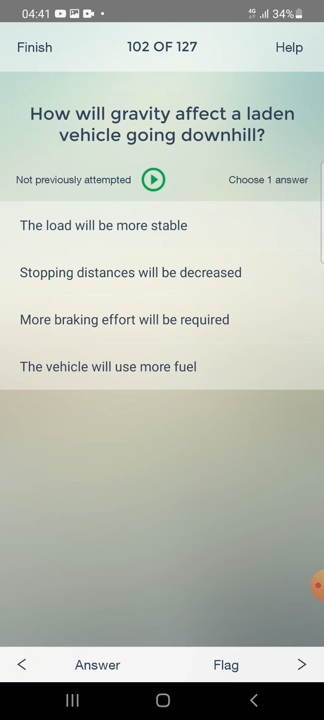 04:41
4G
34%
Finish
102 OF 127
Help
How will gravity affect a laden
vehicle going downhill?
Not previously attempted
Choose 1 answer
The load will be more stable
Stopping distances will be decreased
More braking effort will be required
The vehicle will use more fuel
Answer
Flag